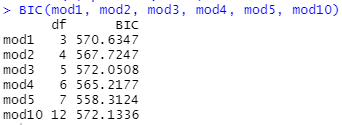 > BIC(mod1, mod2, mod3, mod4, mod5, mod10)
      df      BIC
mod1   3 570.6347
mod2   4 567.7247
mod3   5 572.0508
mod4   6 565.2177
mod5   7 558.3124
mod10 12 572.1336